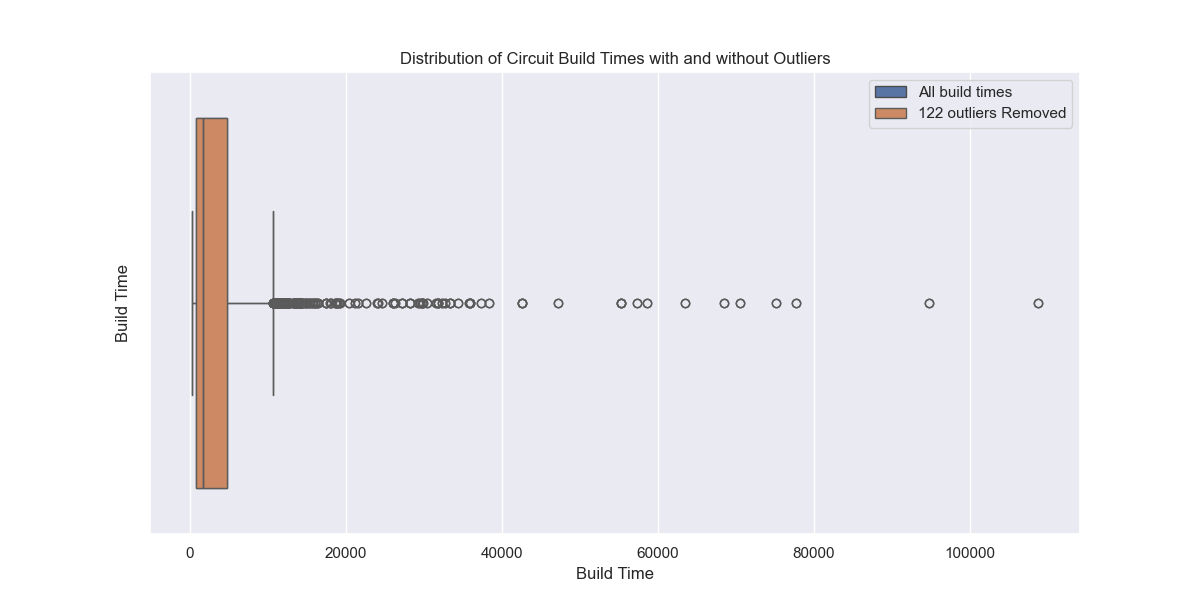 Distribution of Circuit Build Times with and without Outliers
All build times
122 outliers Removed
Build Time
0 20000 40000 60000 80000 100000
Build Time